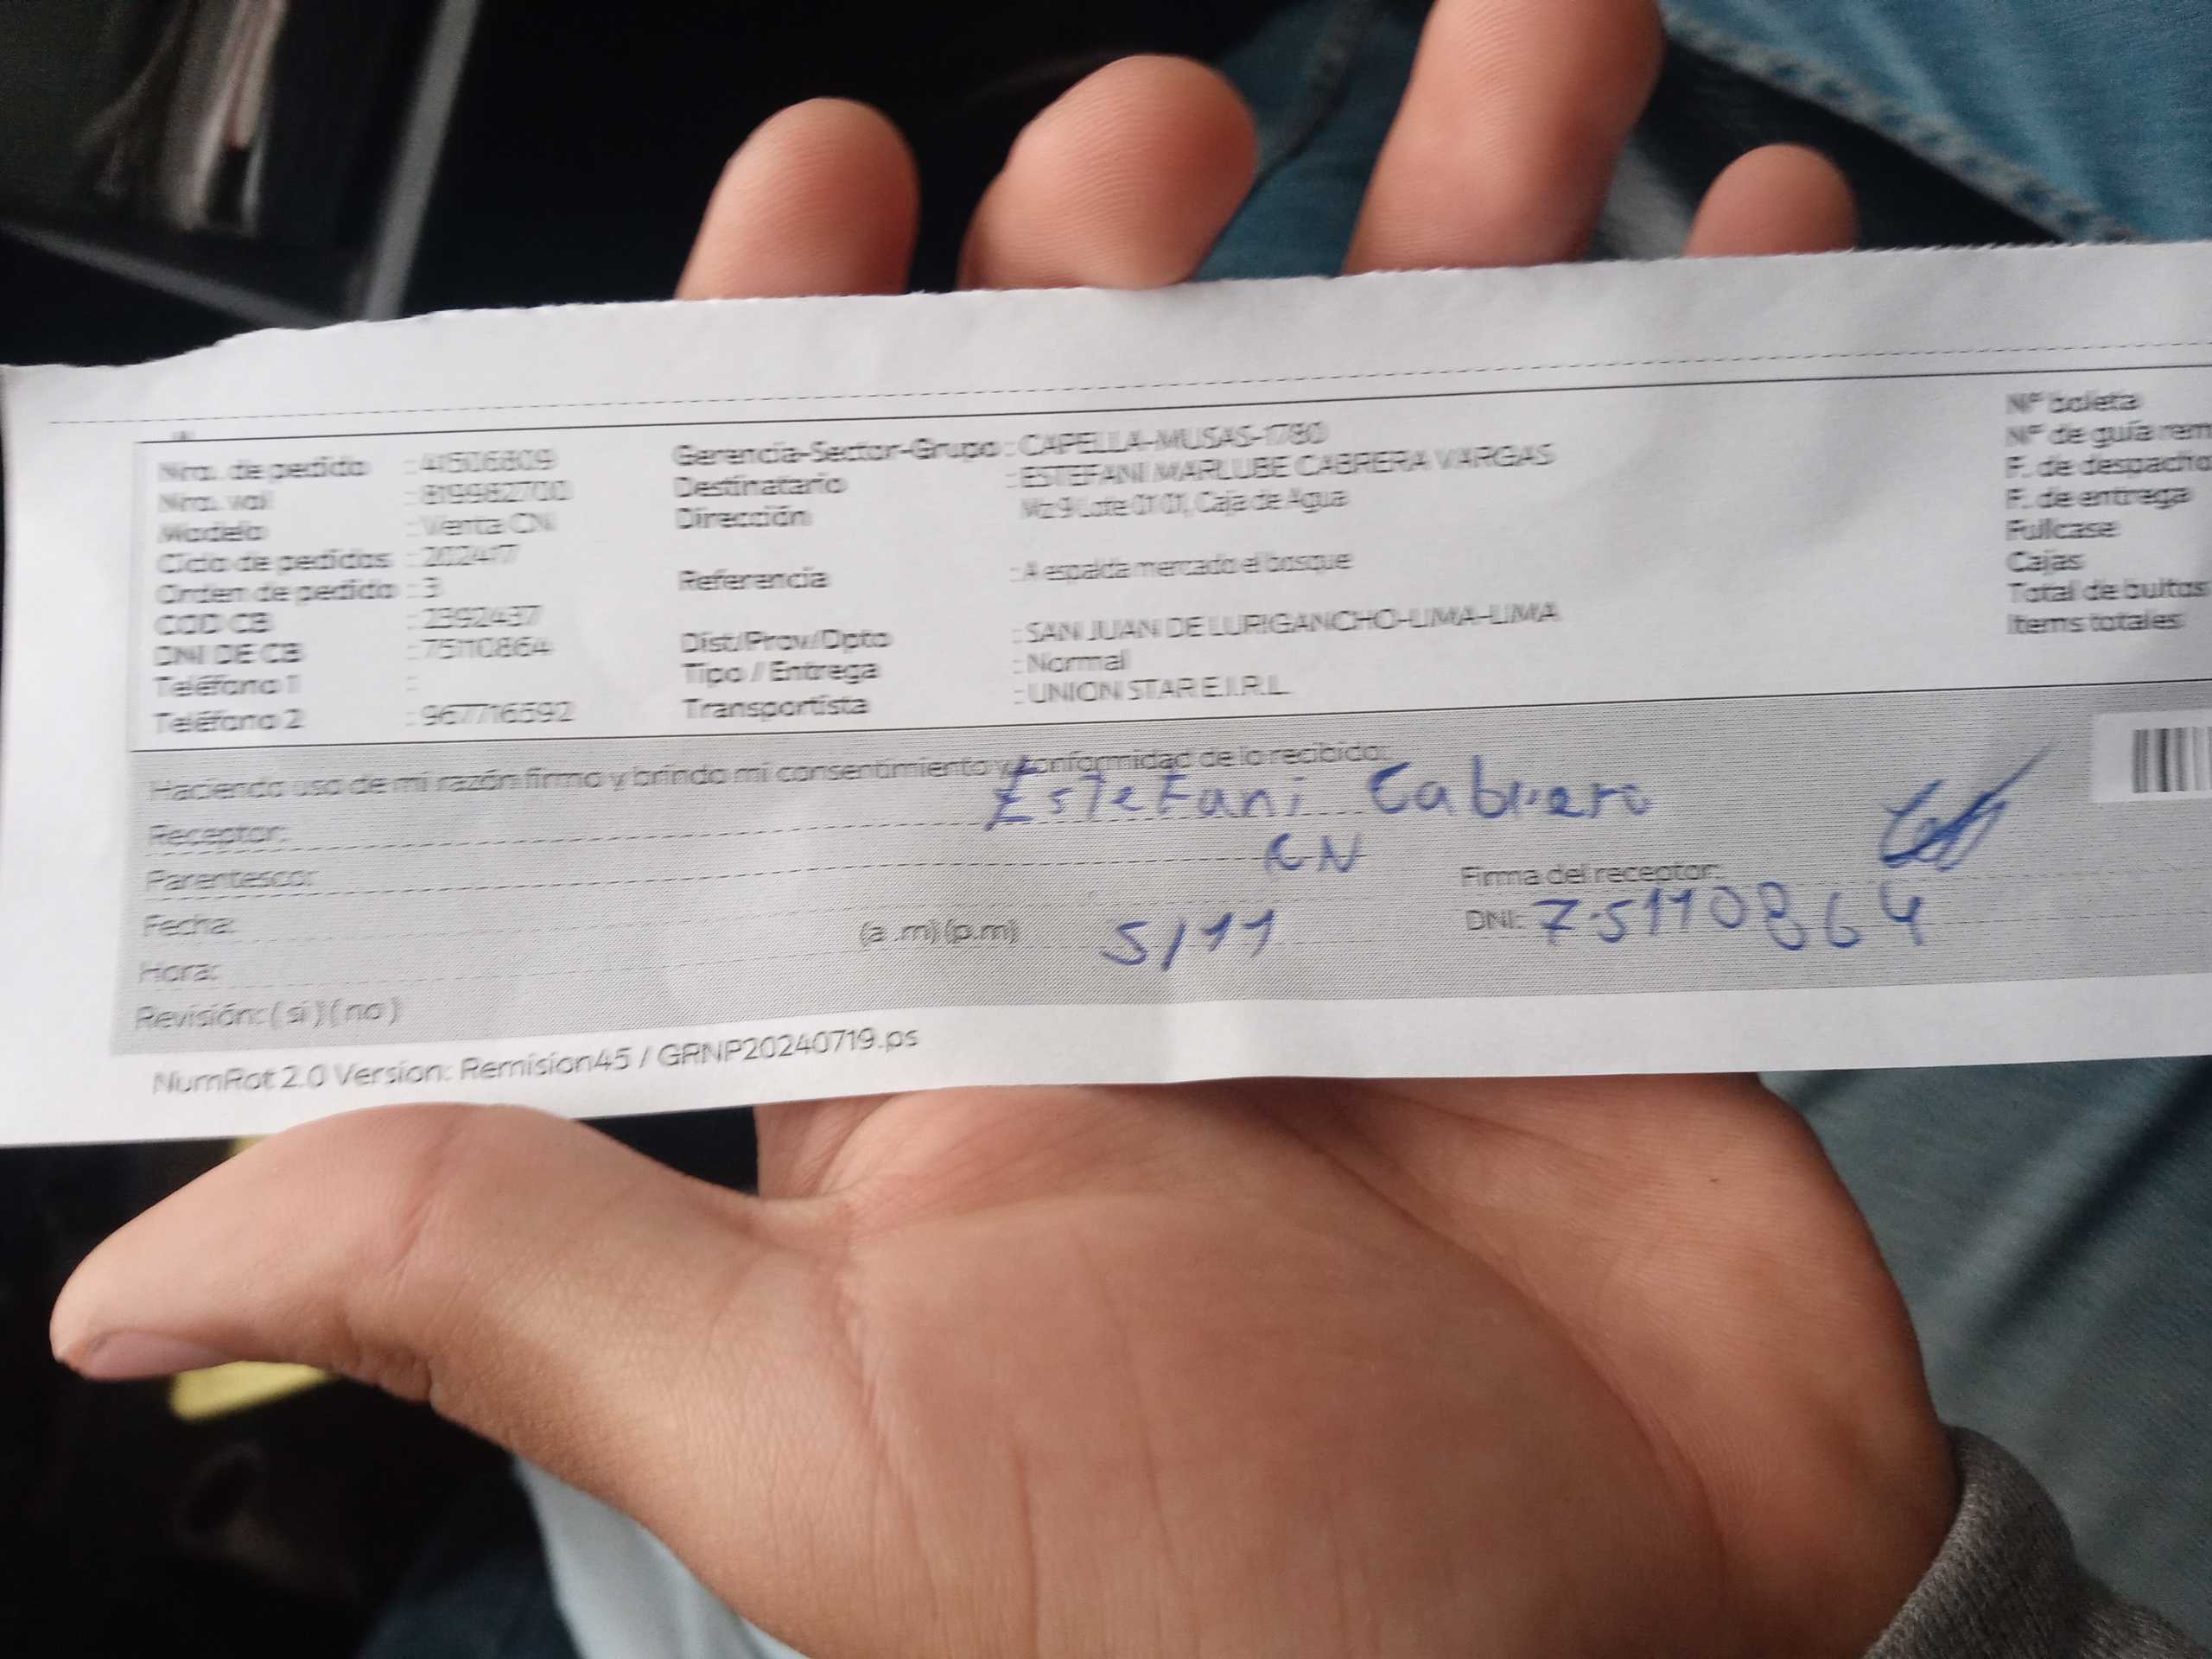 Nro. de pedido : 41506809
Nro. val : 819982700
Modelo : Venta CN
Ciclo de pedidos : 202417
Orden de pedido : 3
COD CB : 2392437
DNI DE CB : 75110864
Teléfono 1 :
Teléfono 2 : 967716592
Gerencia-Sector-Grupo : CAPELLA-MUSAS-1780
Destinatario : ESTEFANI MARLUBE CABRERA VARGAS
Dirección Mz 9 Lote 01 01, Caja de Agua
Referencia : A espalda mercado el bosque
Dist/Prov/Dpto : SAN JUAN DE LURIGANCHO-LIMA-LIMA
Tipo / Entrega : Normal
Transportista : UNION STAR E.I.R.L.
Nº boleta
Nº de guía rem
F. de despacho
F. de entrega
Fullcase
Cajas
Total de bultos
Items totales
Haciendo uso de mi razón firmo y brindo mi consentimiento y conformidad de lo recibido:
Receptor: Estefani Cabrera
Parentesco: CN
Firma del receptor:
Fecha: 5/11
DNI: 75110864
Hora: (a .m) (p.m)
Revisión: ( si ) ( no )
NumRot 2.0 Version: Remision45 / GRNP20240719.ps